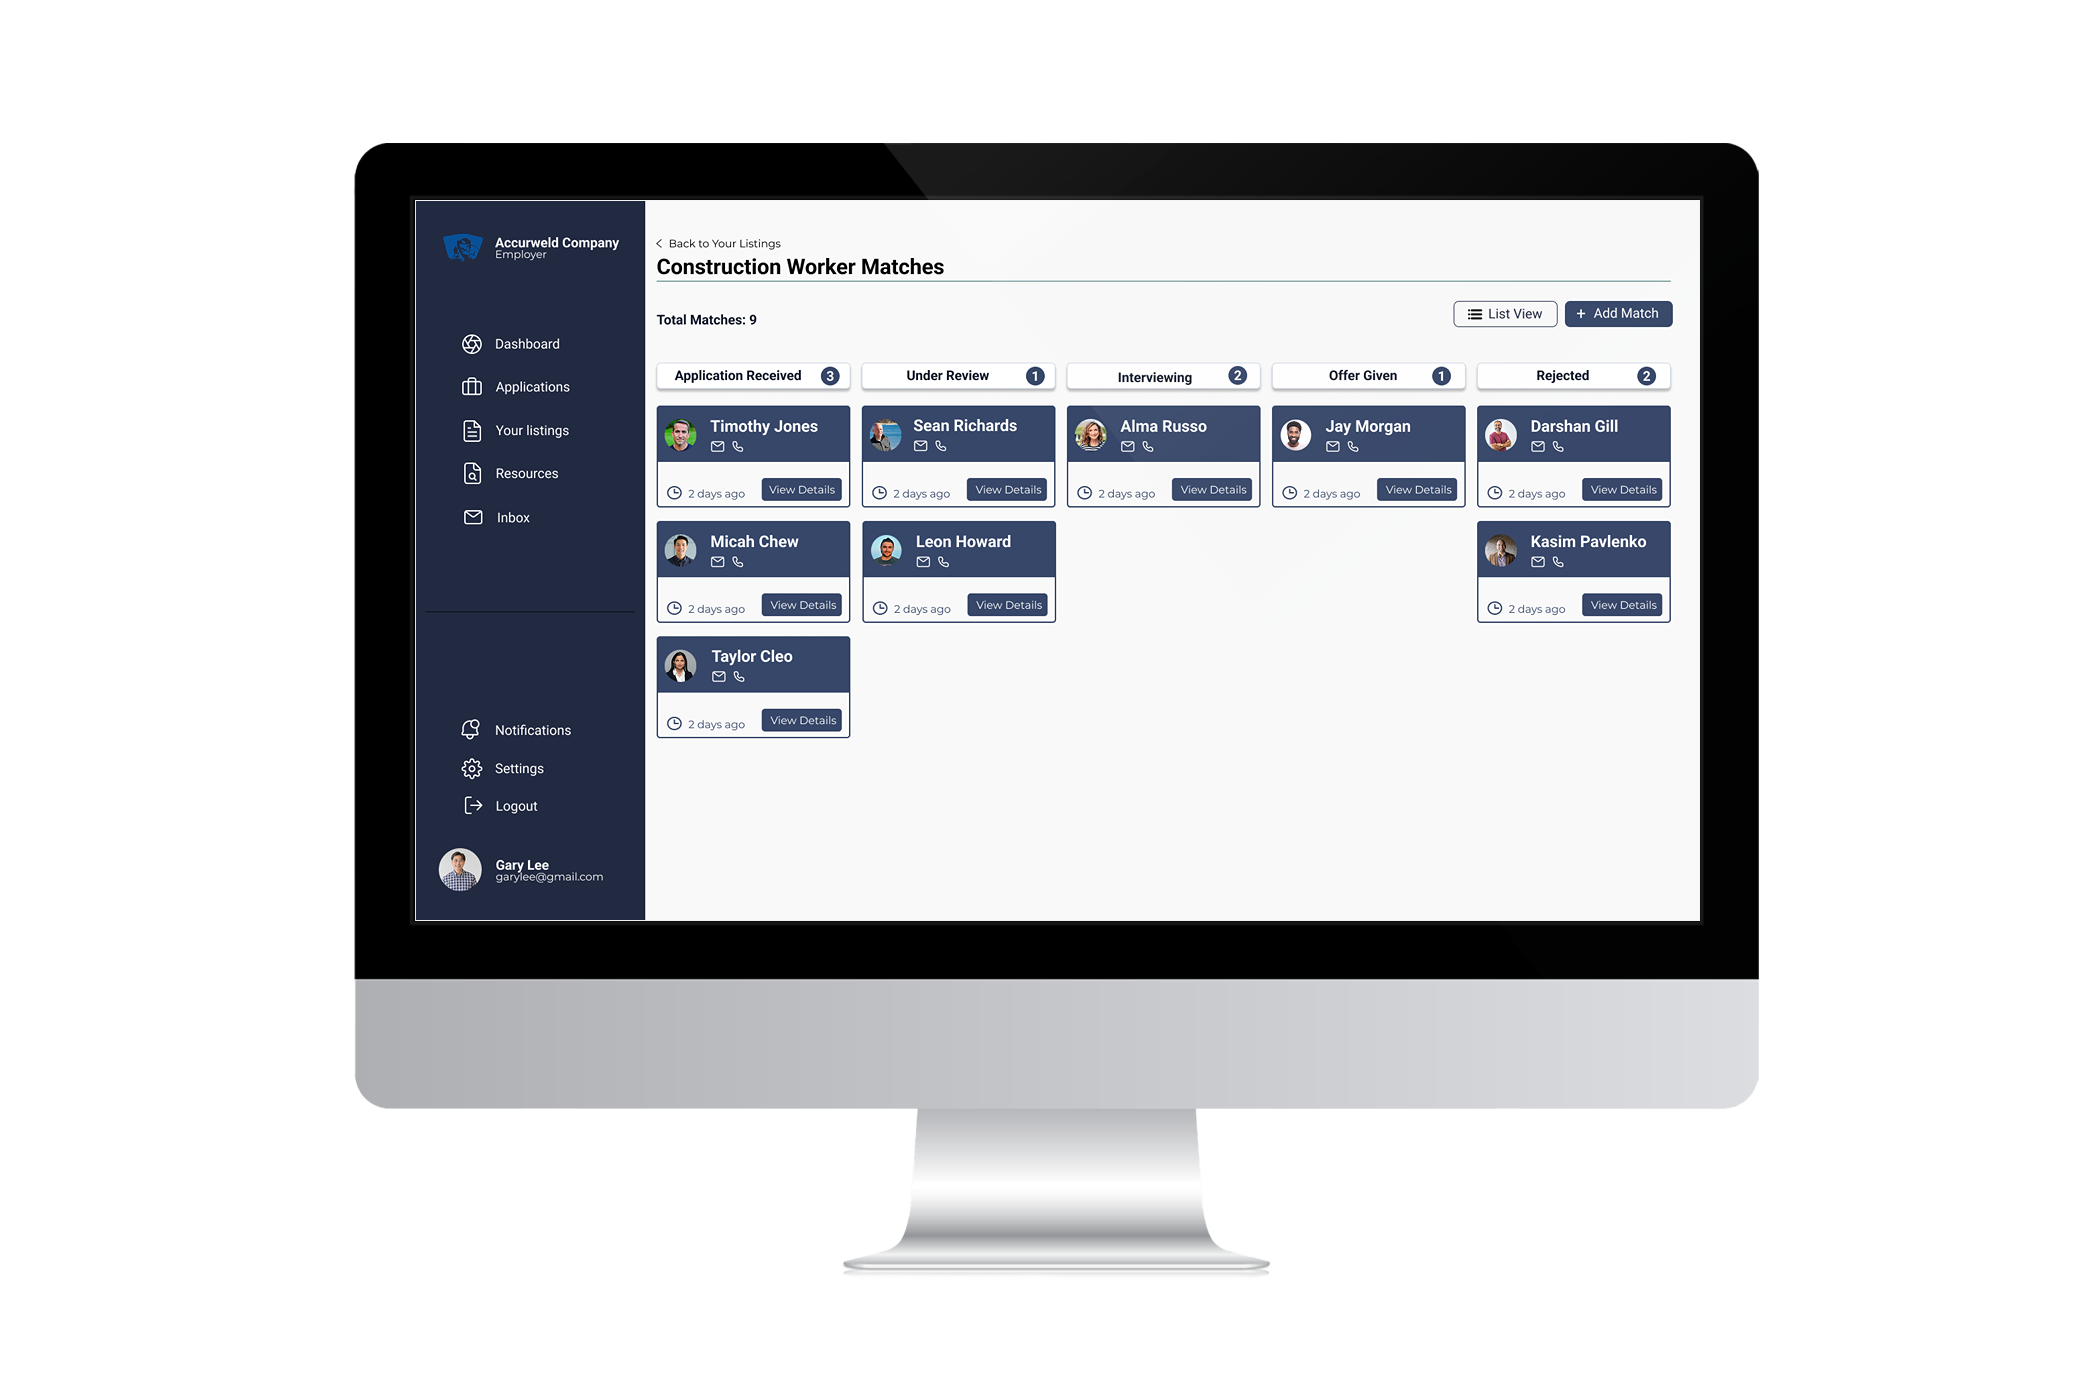 Accurweld Company
Employer
Dashboard
Applications
Your listings
Resources
Inbox
Notifications
Settings
Logout
Gary Lee
garylee@gmail.com
Back to Your Listings
Construction Worker Matches
Total Matches: 9
List View
+ Add Match
Application Received 3
Under Review 1
Interviewing 2
Offer Given 1
Rejected 2
Timothy Jones
2 days ago View Details
Sean Richards
2 days ago View Details
Alma Russo
2 days ago View Details
Jay Morgan
2 days ago View Details
Darshan Gill
2 days ago View Details
Micah Chew
2 days ago View Details
Leon Howard
2 days ago View Details
Kasim Pavlenko
2 days ago View Details
Taylor Cleo
2 days ago View Details